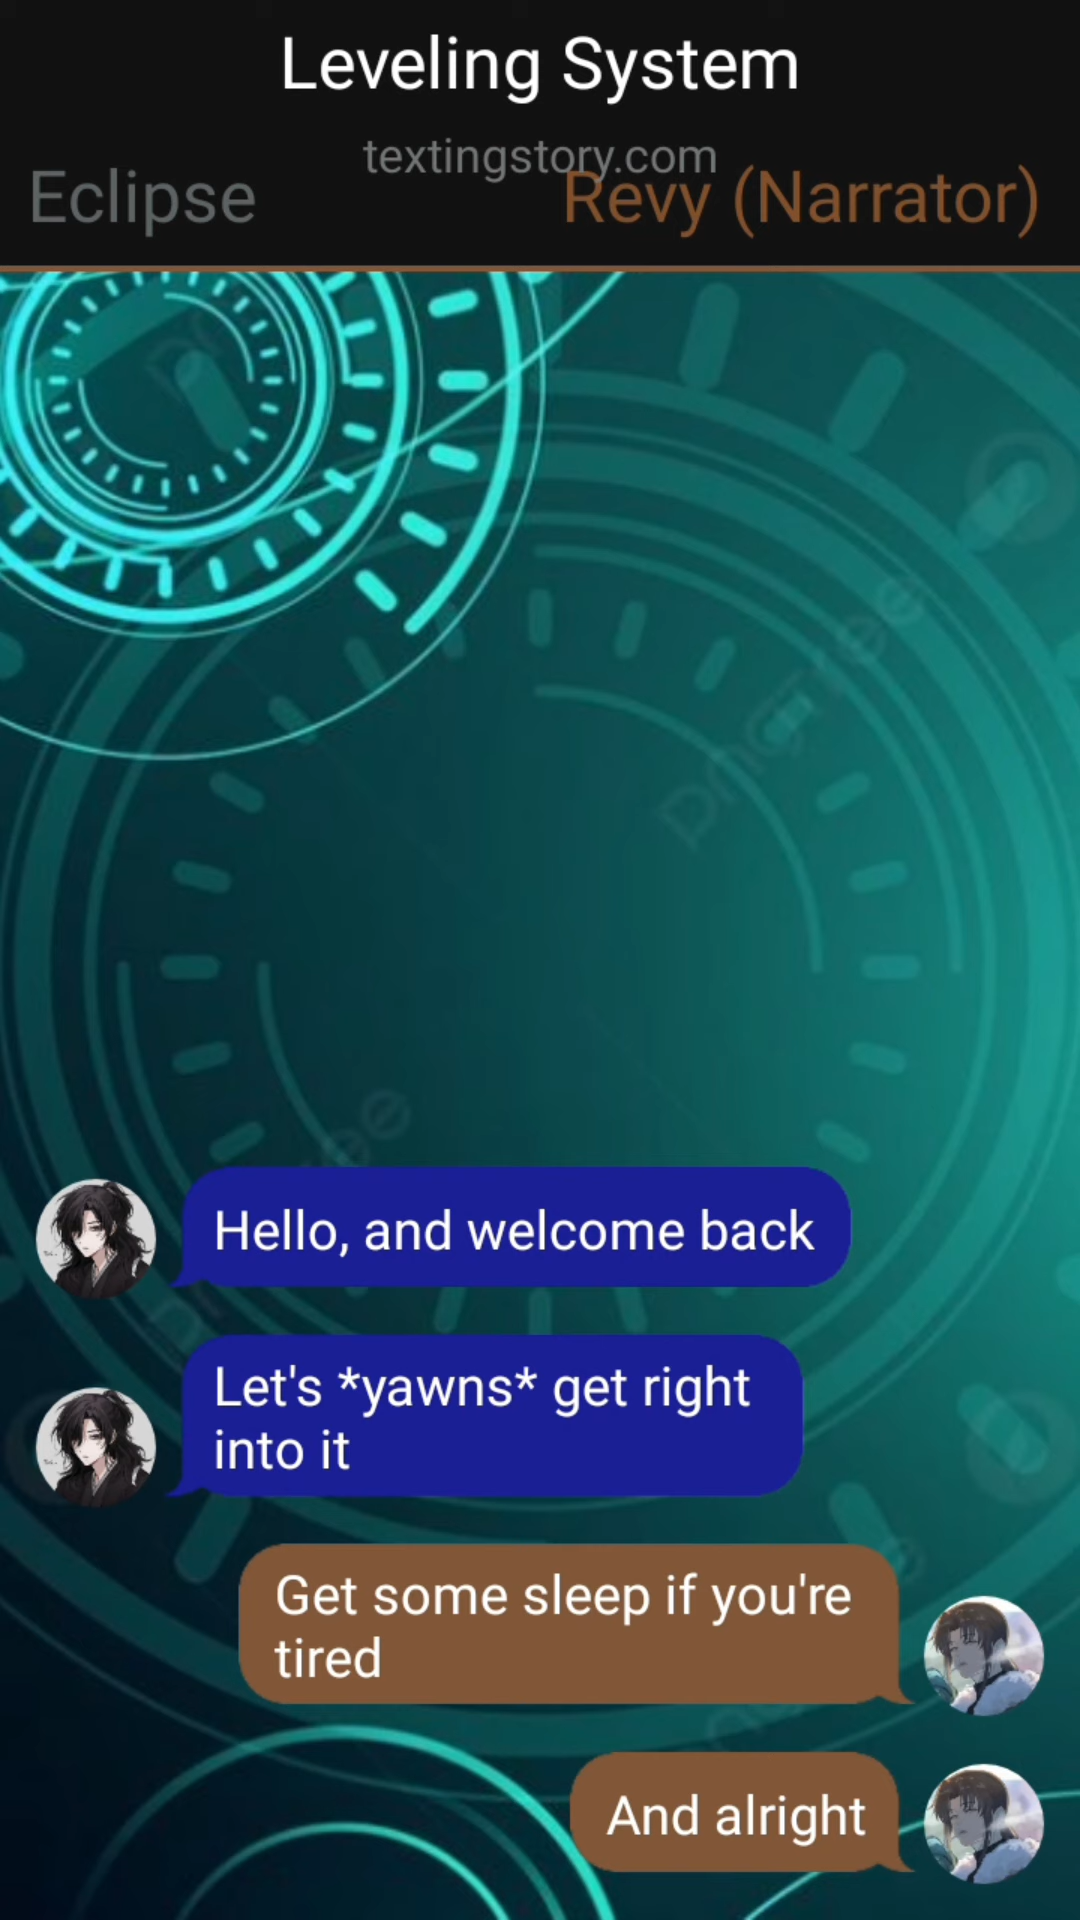 Leveling System
textingstory.com
Eclipse
Revy (Narrator)
pngtree
Hello, and welcome back
Let's *yawns* get right
into it
Get some sleep if you're
tired
And alright